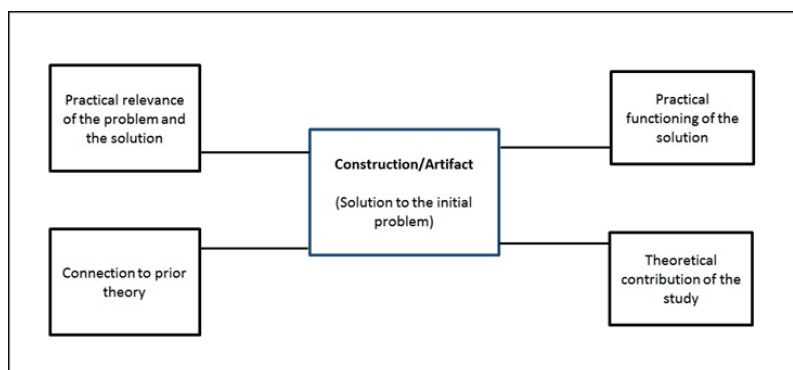 Practical relevance
of the problem and
the solution
Connection to prior
theory
Construction/Artifact
(Solution to the initial
problem)
Practical
functioning of the
solution
Theoretical
contribution of the
study